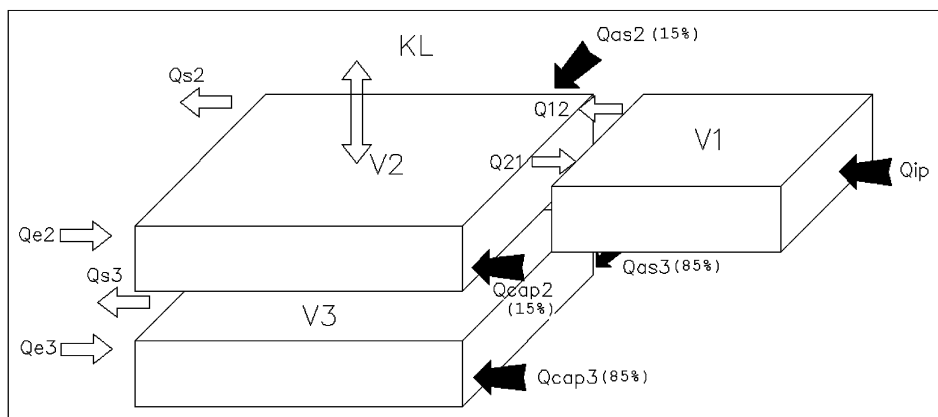 KL
Qas2 (15%)
Qs2
Q12
V1
V2
Q21
Qip
Qe2
Qs3
Qas3 (85%)
Qcap2
(15%)
V3
Qe3
Qcap3 (85%)